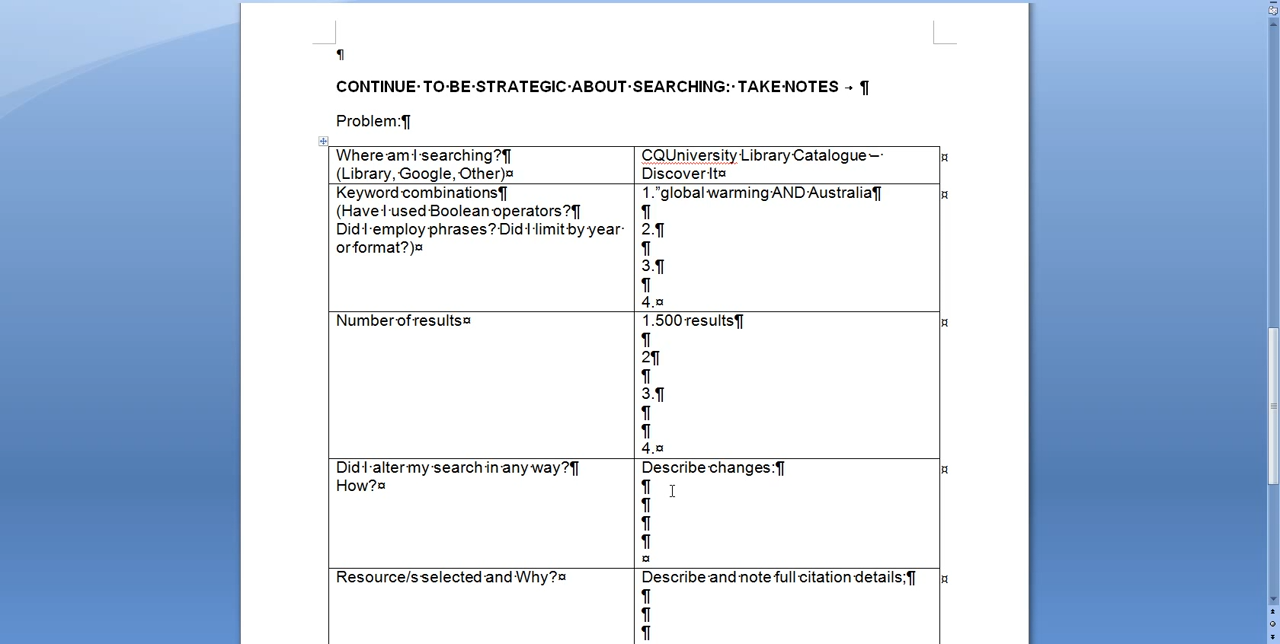 CONTINUE TO BE STRATEGIC ABOUT SEARCHING: TAKE NOTES → ¶
Problem:¶
Where am I searching?¶
(Library, Google, Other)¤
CQUniversity Library Catalogue –
Discover It¤
Keyword combinations¶
(Have I used Boolean operators?¶
Did I employ phrases? Did I limit by year
or format?)¤
1.”global warming AND Australia¶
¶
2.¶
¶
3.¶
¶
4.¤
Number of results¤
1.500 results¶
¶
2¶
¶
3.¶
¶
¶
4.¤
Did I alter my search in any way?¶
How?¤
Describe changes:¶
¶
¶
¶
¶
¤
Resource/s selected and Why?¤
Describe and note full citation details;¶
¶
¶
¶